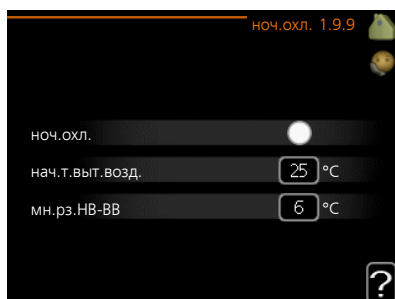 ноч.охл. 1.9.9
ноч.охл.
нач.т.выт.возд. 25 °C
мн.рз.НВ-ВВ 6 °C
?